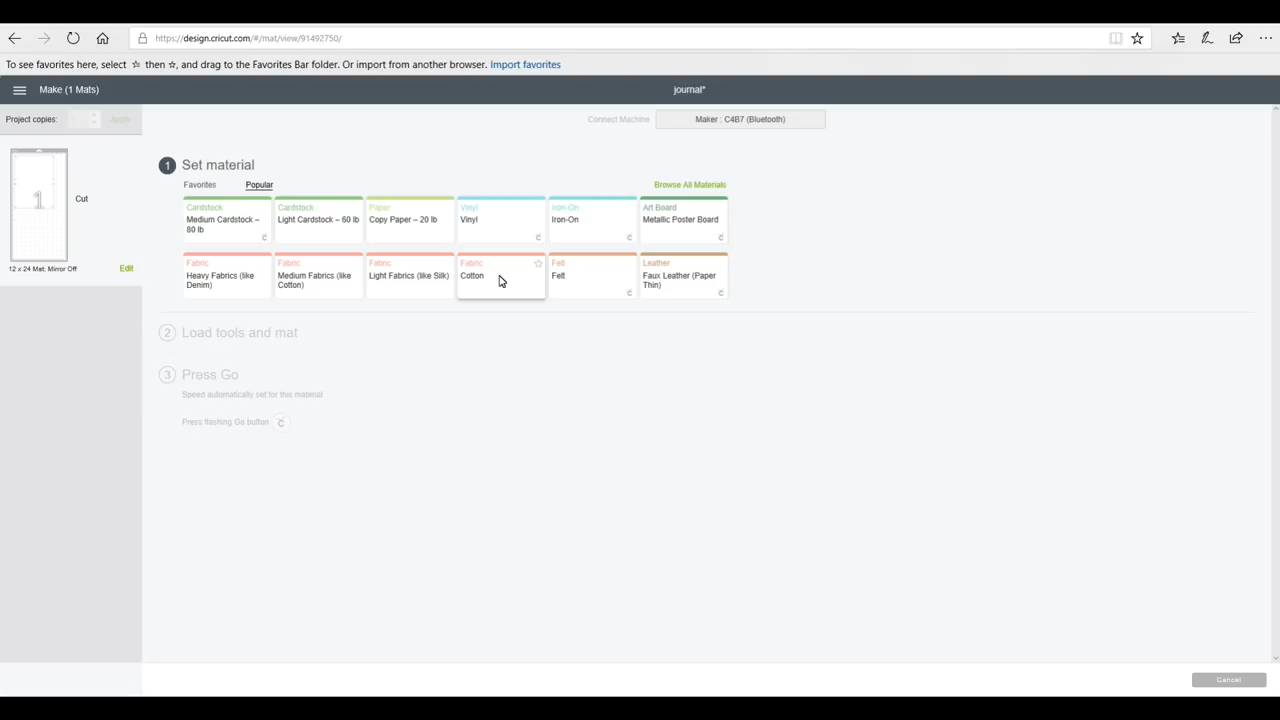 https://design.cricut.com/#/mat/view/91492750/
To see favorites here, select ☆ then ☆, and drag to the Favorites Bar folder. Or import from another browser. Import favorites
Make (1 Mats)
journal*
Project copies:
Apply
Connect Machine
Maker : C4B7 (Bluetooth)
1
Cut
12 x 24 Mat; Mirror Off
Edit
1 Set material
Favorites Popular Browse All Materials
Cardstock
Medium Cardstock –
80 lb
Cardstock
Light Cardstock – 60 lb
Paper
Copy Paper – 20 lb
Vinyl
Vinyl
Iron-On
Iron-On
Art Board
Metallic Poster Board
Fabric
Heavy Fabrics (like
Denim)
Fabric
Medium Fabrics (like
Cotton)
Fabric
Light Fabrics (like Silk)
Fabric
Cotton
Felt
Felt
Leather
Faux Leather (Paper
Thin)
2 Load tools and mat
3 Press Go
Speed automatically set for this material
Press flashing Go button
Cancel